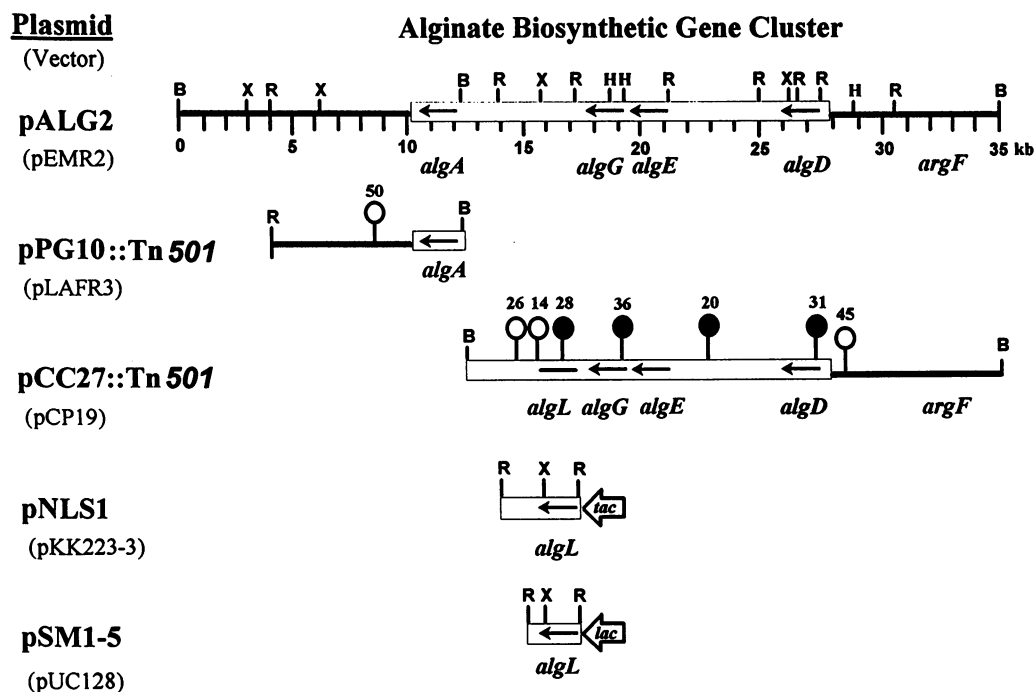 Plasmid
(Vector)
Alginate Biosynthetic Gene Cluster
B X R X B R X R H H R R X R R H R B
pALG2
(pEMR2)
0 5 10 15 20 25 30 35 kb
algA algG algE algD argF
R 50 B
pPG10::Tn501
(pLAFR3)
algA
B 26 14 28 36 20 31 45 B
pCC27::Tn501
(pCP19)
algL algG algE algD argF
R X R
pNLS1
(pKK223-3)
tac
algL
R X R
pSM1-5
(pUC128)
lac
algL